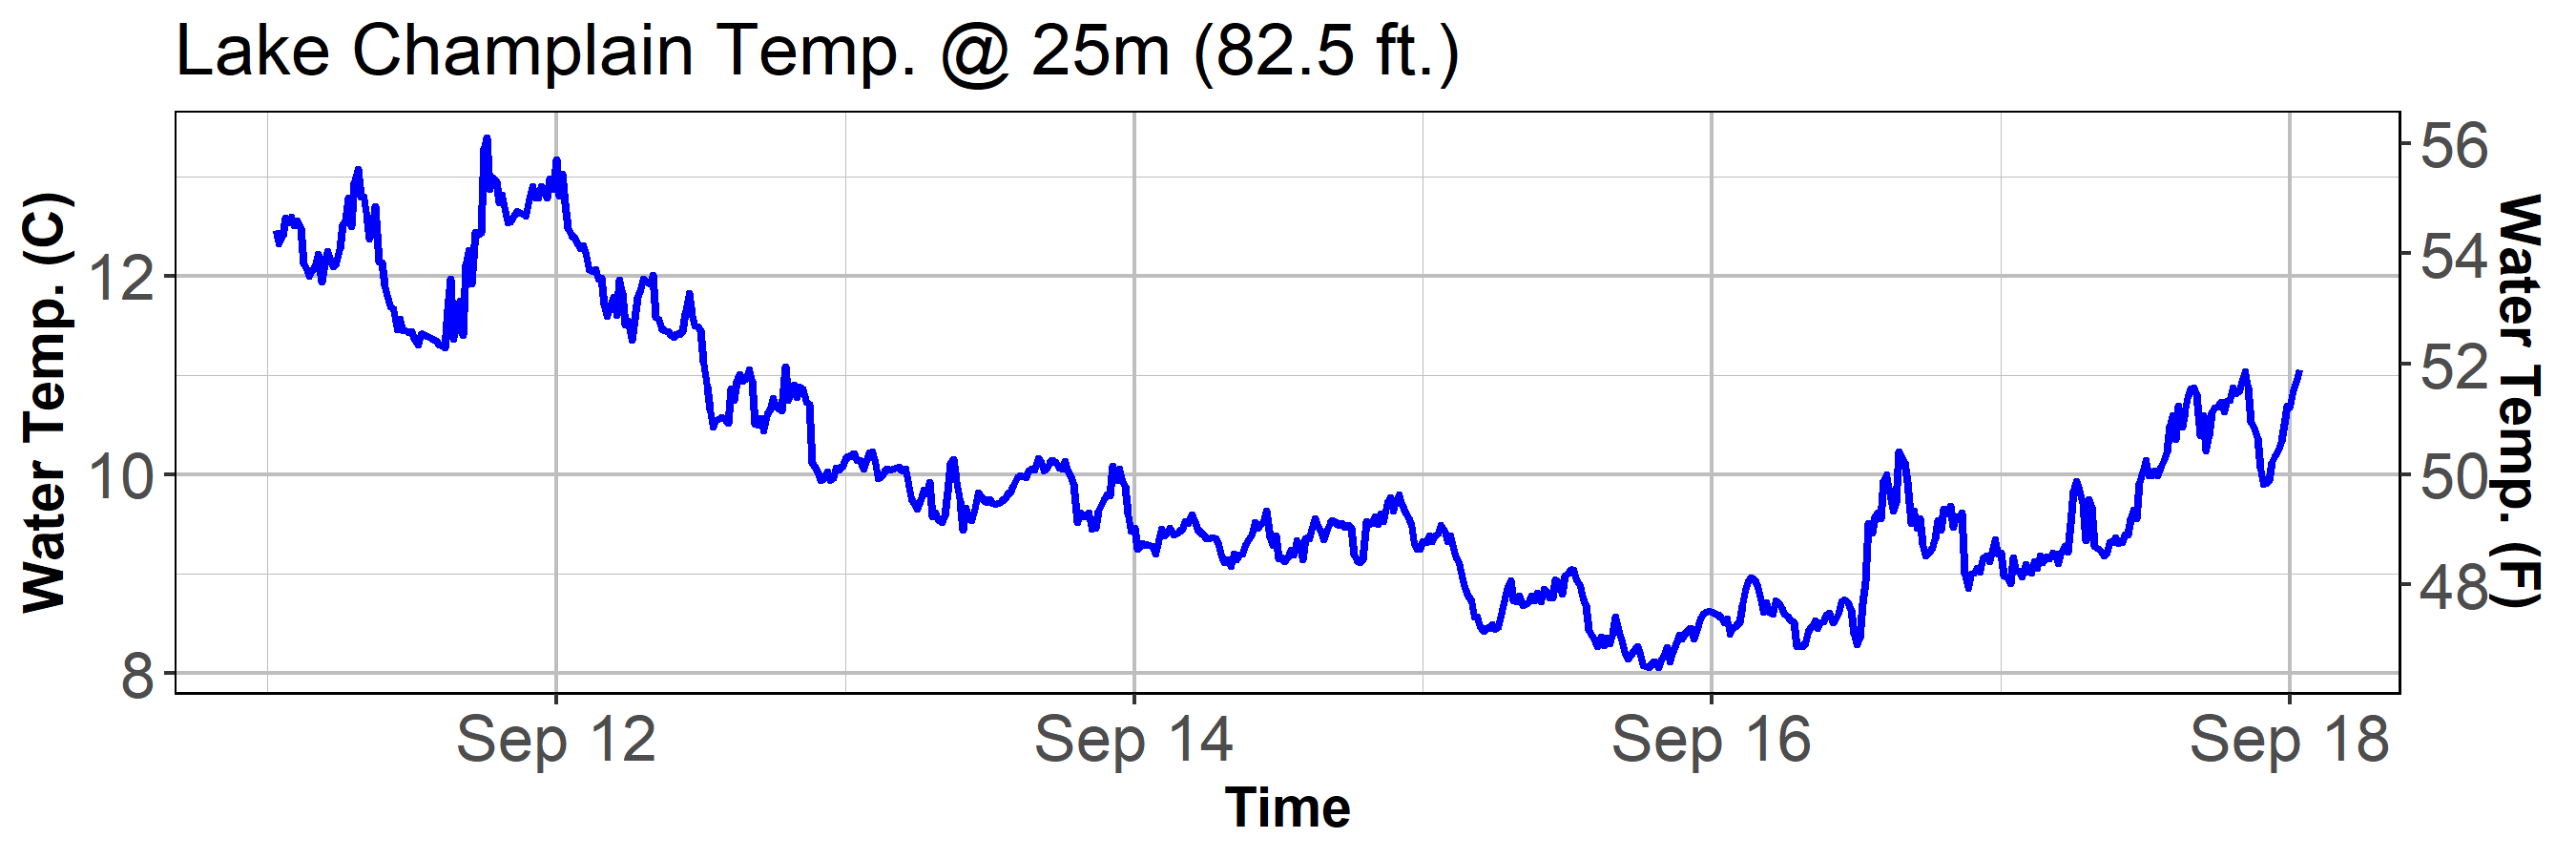 Lake Champlain Temp. @ 25m (82.5 ft.)
Water Temp. (C)
12
10
8
56
54
52
50
48
Water Temp. (F)
Sep 12
Sep 14
Sep 16
Sep 18
Time